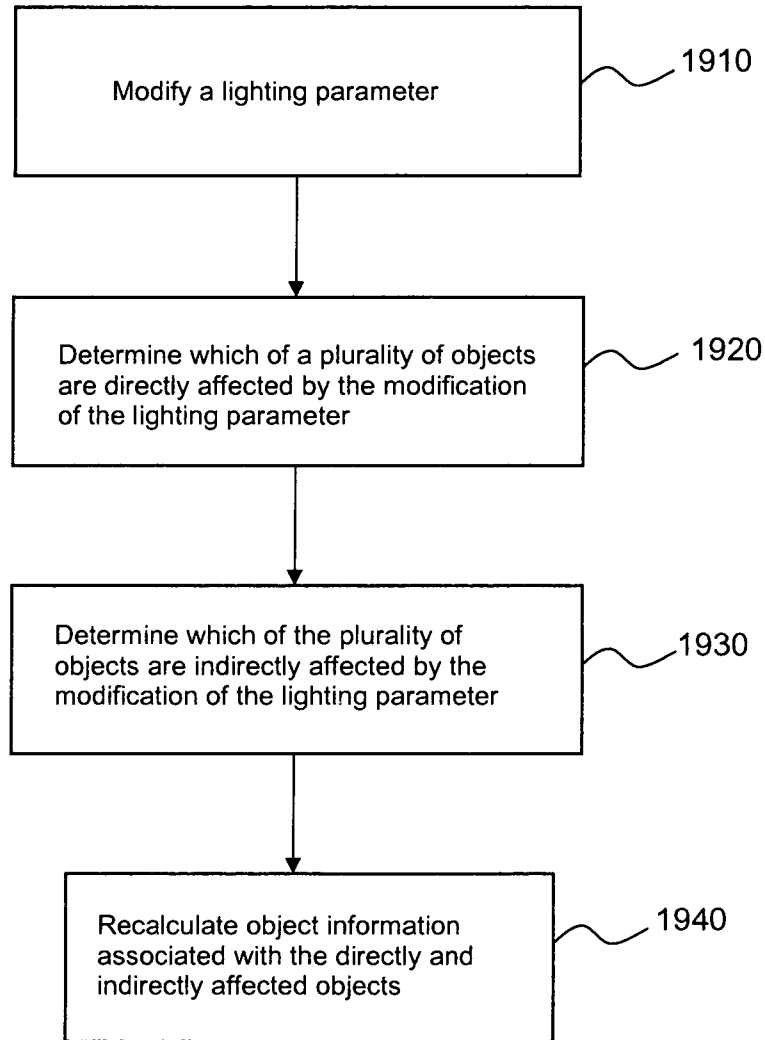 Modify a lighting parameter
1910
Determine which of a plurality of objects
are directly affected by the modification
of the lighting parameter
1920
Determine which of the plurality of
objects are indirectly affected by the
modification of the lighting parameter
1930
Recalculate object information
associated with the directly and
indirectly affected objects
1940